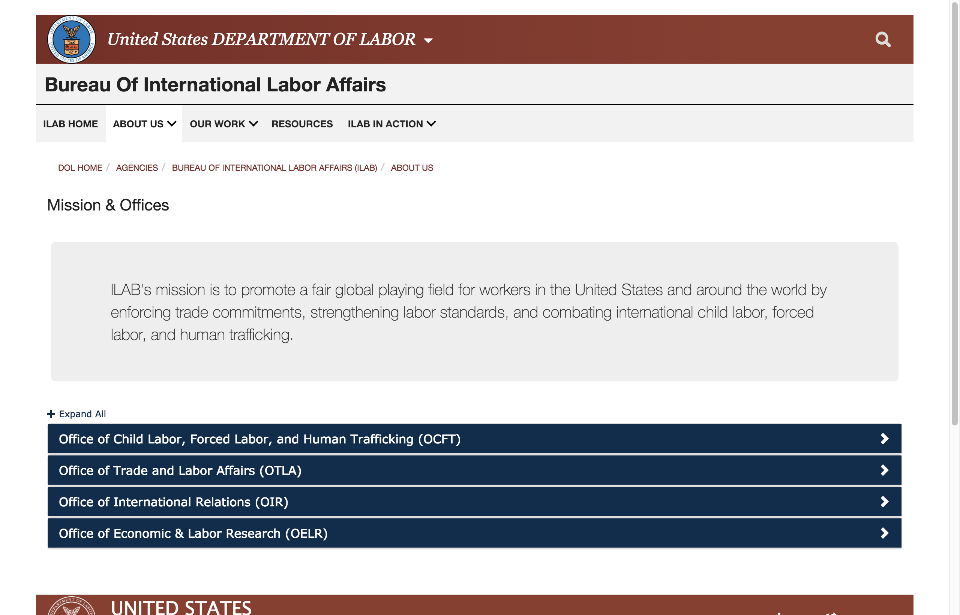 United States DEPARTMENT OF LABOR
Bureau Of International Labor Affairs
ILAB HOME ABOUT US OUR WORK RESOURCES ILAB IN ACTION
DOL HOME / AGENCIES / BUREAU OF INTERNATIONAL LABOR AFFAIRS (ILAB) / ABOUT US
Mission & Offices
ILAB's mission is to promote a fair global playing field for workers in the United States and around the world by
enforcing trade commitments, strengthening labor standards, and combating international child labor, forced
labor, and human trafficking.
Expand All
Office of Child Labor, Forced Labor, and Human Trafficking (OCFT)
Office of Trade and Labor Affairs (OTLA)
Office of International Relations (OIR)
Office of Economic & Labor Research (OELR)
UNITED STATES